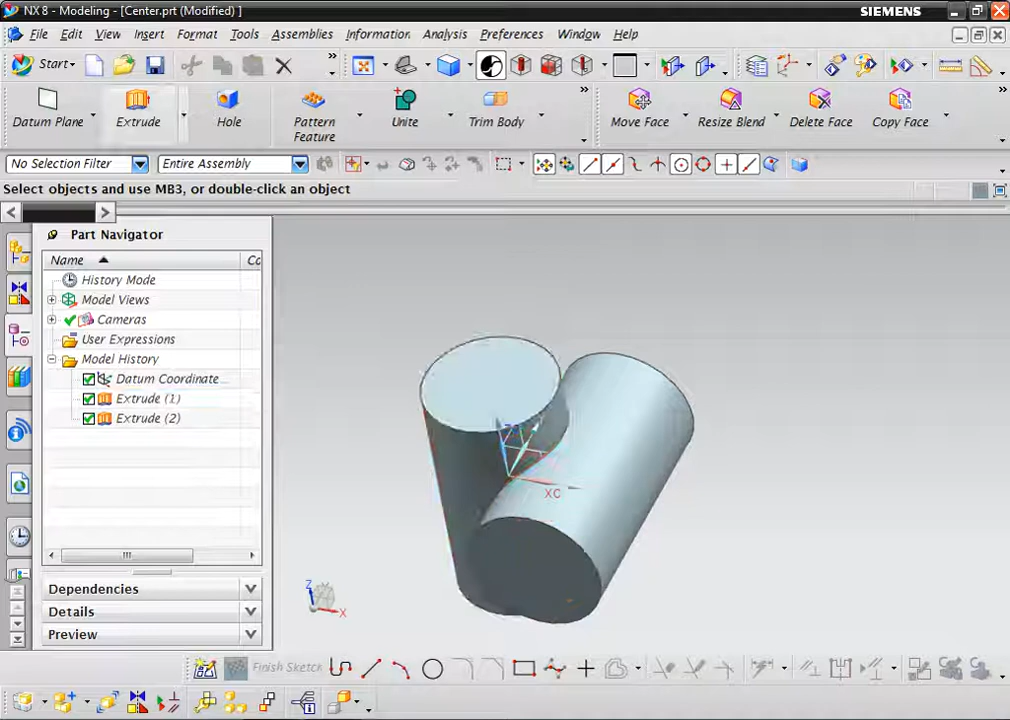 NX 8 - Modeling - [Center.prt (Modified) ]
SIEMENS
File Edit View Insert Format Tools Assemblies Information Analysis Preferences Window Help
Start
Datum Plane
Extrude
Hole
Pattern
Feature
Unite
Trim Body
Move Face
Resize Blend
Delete Face
Copy Face
No Selection Filter
Entire Assembly
Select objects and use MB3, or double-click an object
Part Navigator
Name
Cc
History Mode
Model Views
Cameras
User Expressions
Model History
Datum Coordinate...
Extrude (1)
Extrude (2)
Dependencies
Details
Preview
XC
Z
X
Finish Sketch